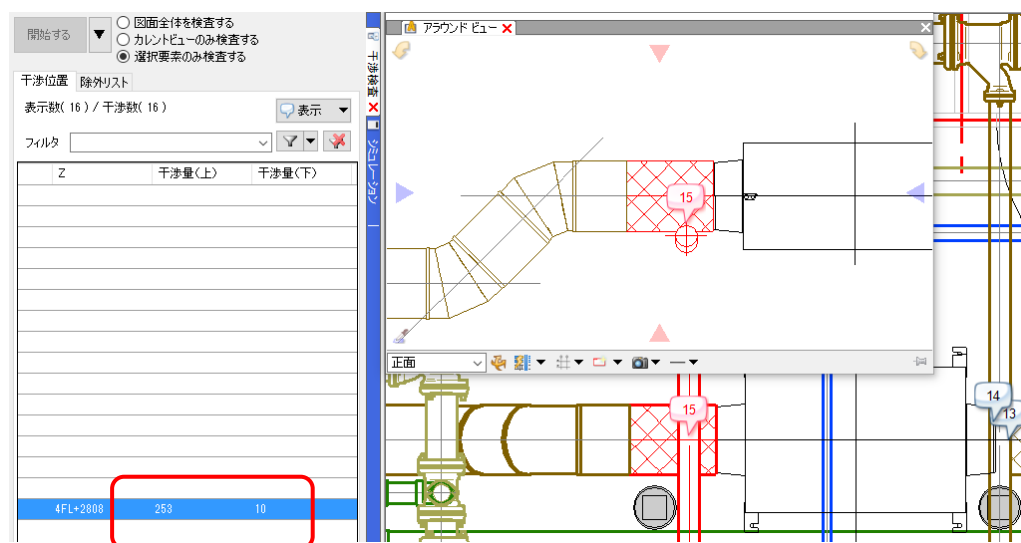 開始する
図面全体を検査する
カレントビューのみ検査する
選択要素のみ検査する
干渉位置 除外リスト
表示数( 16 ) / 干渉数( 16 )
表示
フィルタ
Z 干渉量(上) 干渉量(下)
4FL+2808 253 10
干渉検査
シミュレーション
アラウンド ビュー
15
正面
15
14
13